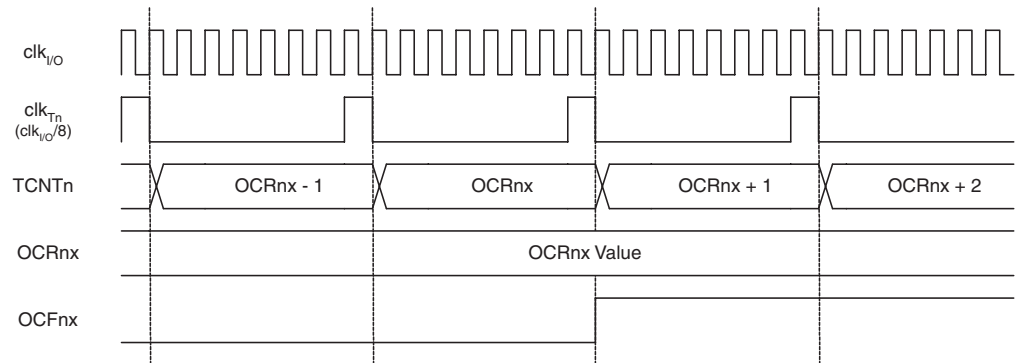 clkI/O
clkTn
(clkI/O/8)
TCNTn OCRnx - 1 OCRnx OCRnx + 1 OCRnx + 2
OCRnx OCRnx Value
OCFnx